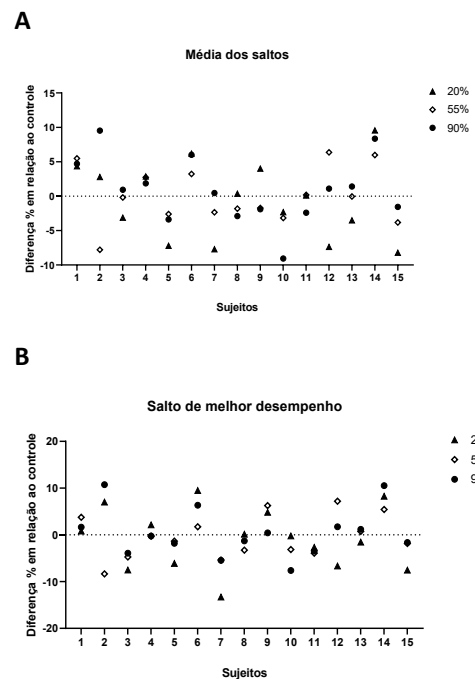 A
Média dos saltos
Diferença % em relação ao controle
15
10
5
0
-5
-10
1 2 3 4 5 6 7 8 9 10 11 12 13 14 15
Sujeitos
20%
55%
90%
B
Salto de melhor desempenho
Diferença % em relação ao controle
20
10
0
-10
-20
1 2 3 4 5 6 7 8 9 10 11 12 13 14 15
Sujeitos
2
5
9